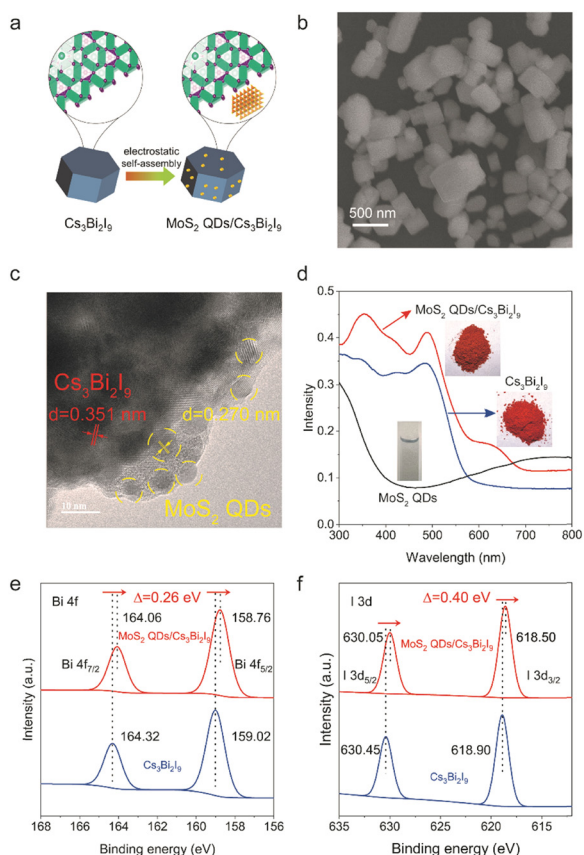 a
electrostatic
self-assembly
Cs₃Bi₂I₉
MoS₂ QDs/Cs₃Bi₂I₉
b
500 nm
c
Cs₃Bi₂I₉
d=0.351 nm
d=0.270 nm
MoS₂ QDs
10 nm
d
0.5
0.4
0.3
0.2
0.1
0.0
Intensity
MoS₂ QDs/Cs₃Bi₂I₉
Cs₃Bi₂I₉
MoS₂ QDs
300 400 500 600 700 800
Wavelength (nm)
e
Bi 4f
Δ=0.26 eV
164.06
158.76
MoS₂ QDs/Cs₃Bi₂I₉
Bi 4f₇/₂
Bi 4f₅/₂
164.32
159.02
Cs₃Bi₂I₉
Intensity (a.u.)
168 166 164 162 160 158 156
Binding energy (eV)
f
I 3d
Δ=0.40 eV
630.05
618.50
MoS₂ QDs/Cs₃Bi₂I₉
I 3d₅/₂
I 3d₃/₂
630.45
618.90
Cs₃Bi₂I₉
Intensity (a.u.)
635 630 625 620 615
Binding energy (eV)